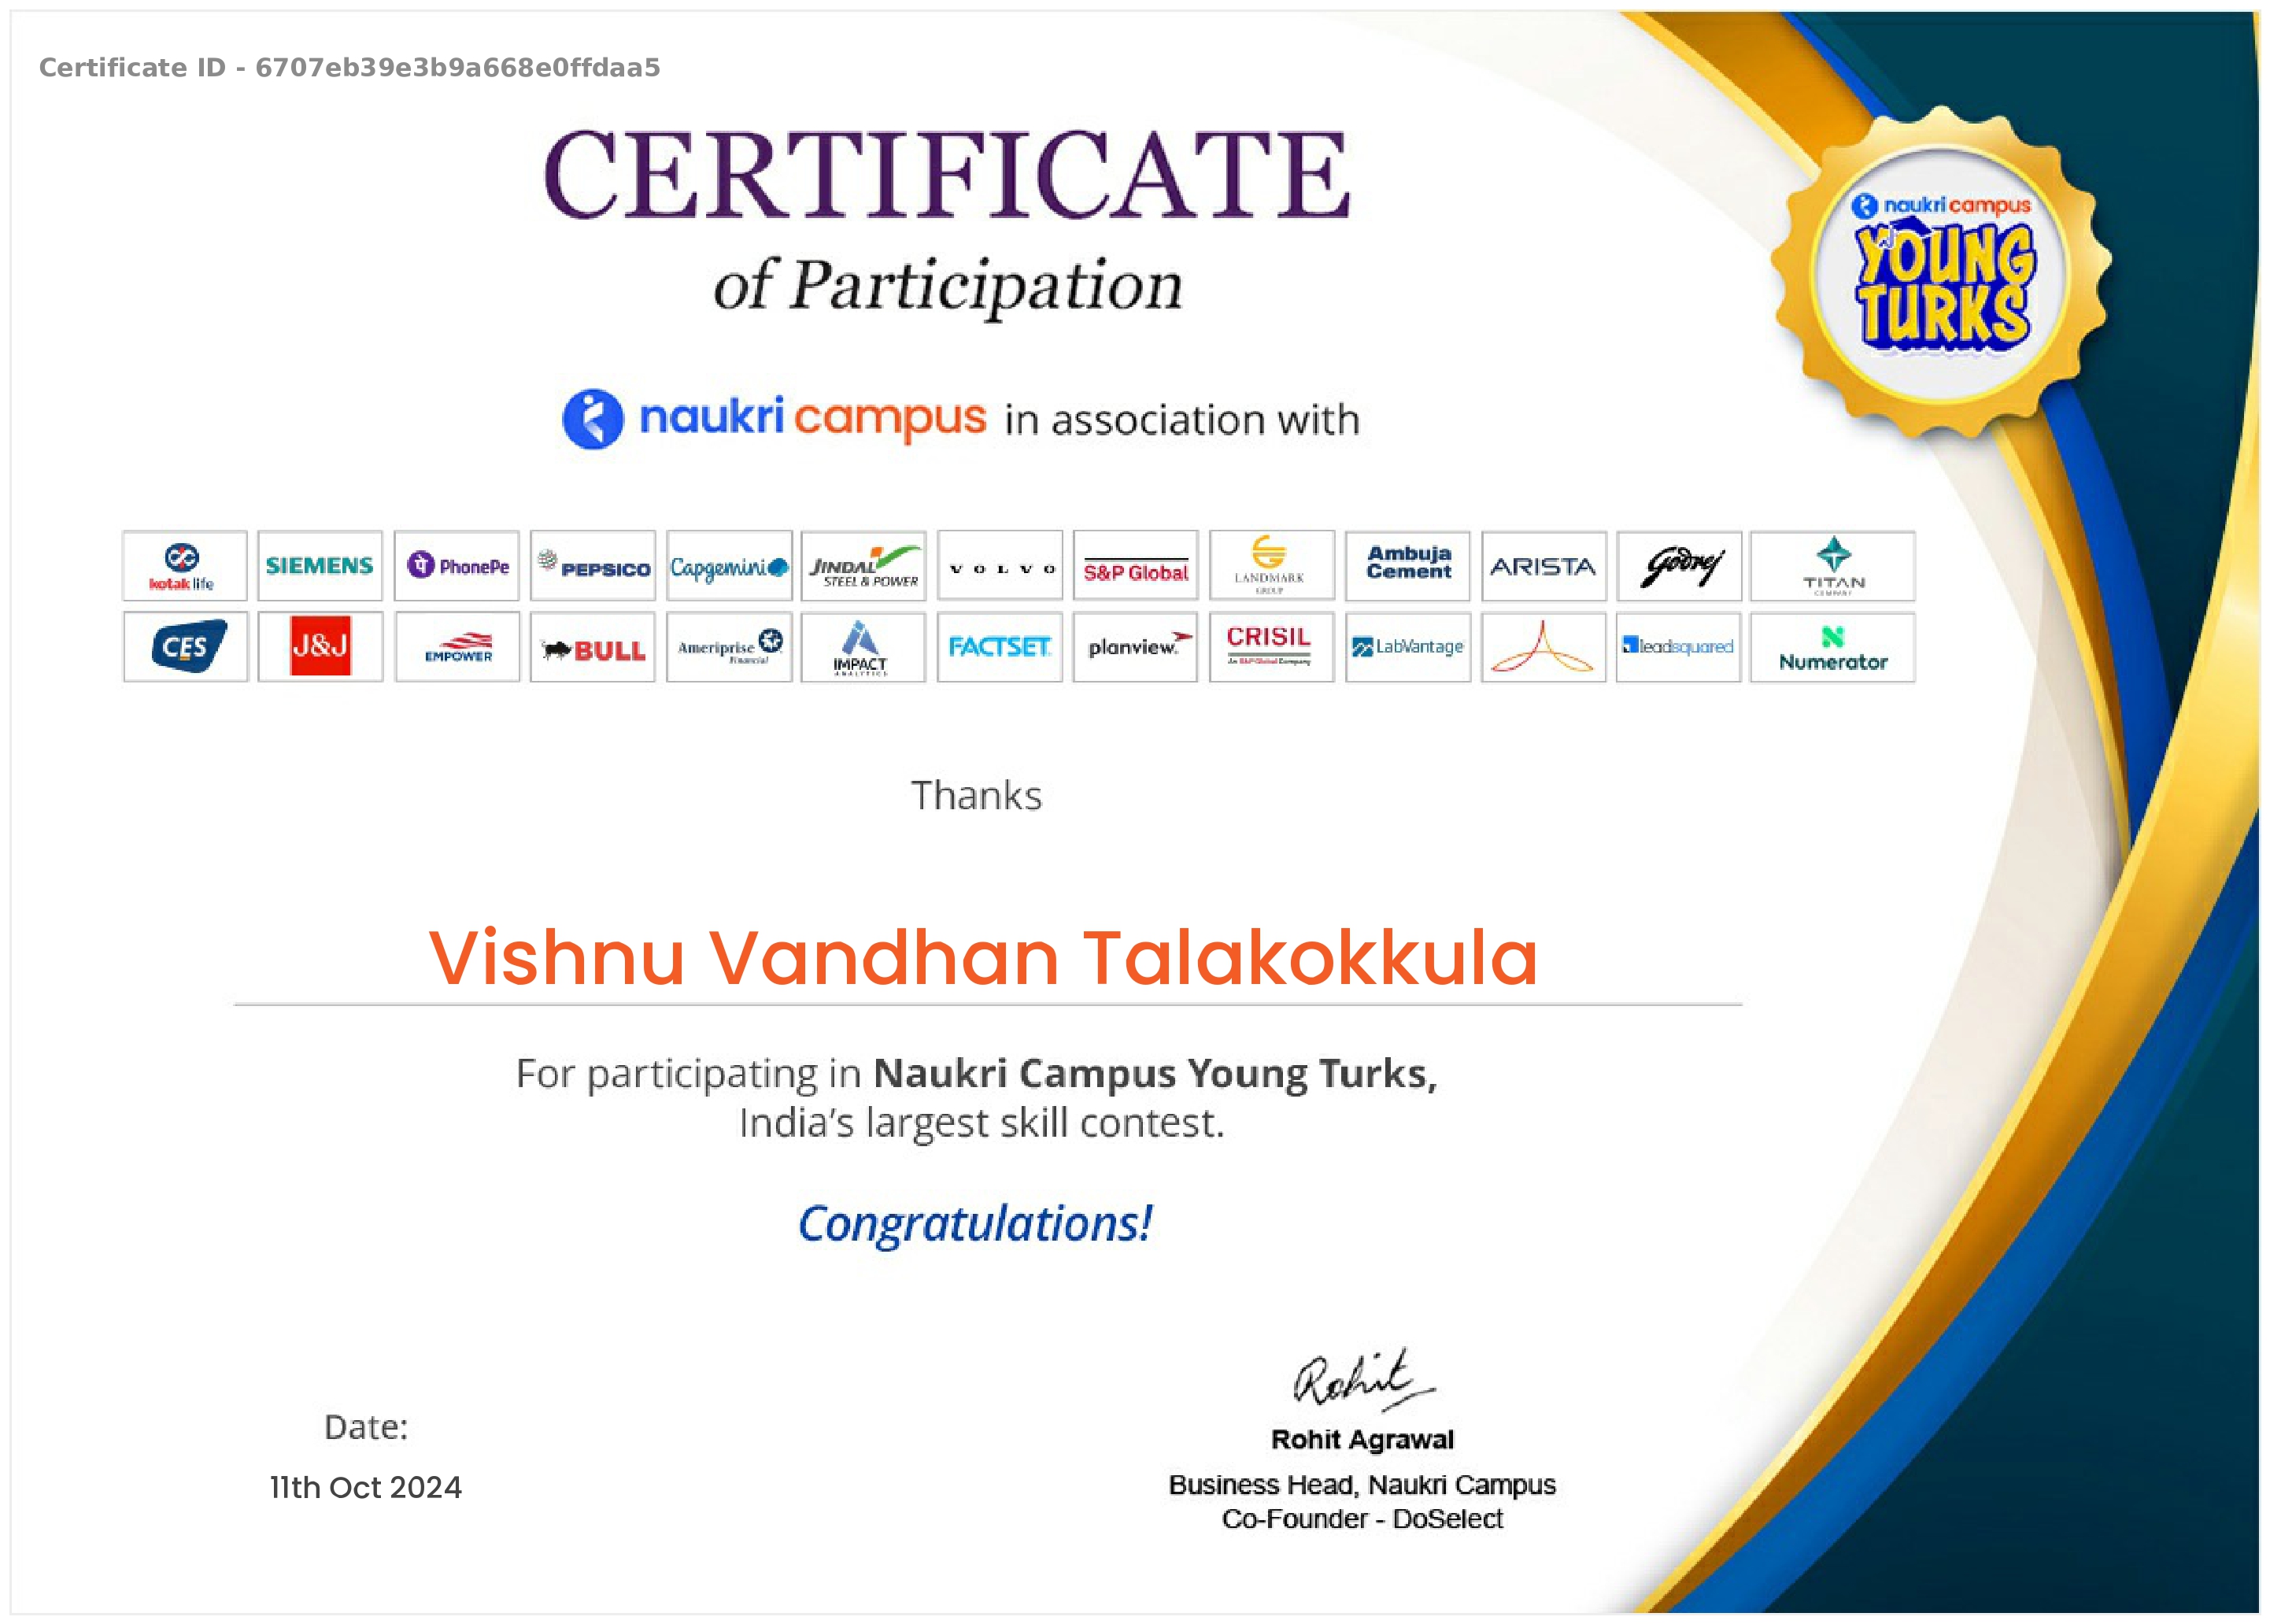 Certificate ID - 6707eb39e3b9a668e0ffdaa5
CERTIFICATE
of Participation
naukri campus
YOUNG
TURKS
naukri campus in association with
kotak life SIEMENS PhonePe PEPSICO Capgemini JINDAL STEEL & POWER VOLVO S&P Global LANDMARK GROUP Ambuja Cement ARISTA Godrej TITAN COMPANY
CES J&J EMPOWER BULL Ameriprise Financial IMPACT ANALYTICS FACTSET planview. CRISIL An S&P Global Company LabVantage leadsquared Numerator
Thanks
Vishnu Vandhan Talakokkula
For participating in Naukri Campus Young Turks,
India’s largest skill contest.
Congratulations!
Rohit
Date:
Rohit Agrawal
11th Oct 2024
Business Head, Naukri Campus
Co-Founder - DoSelect